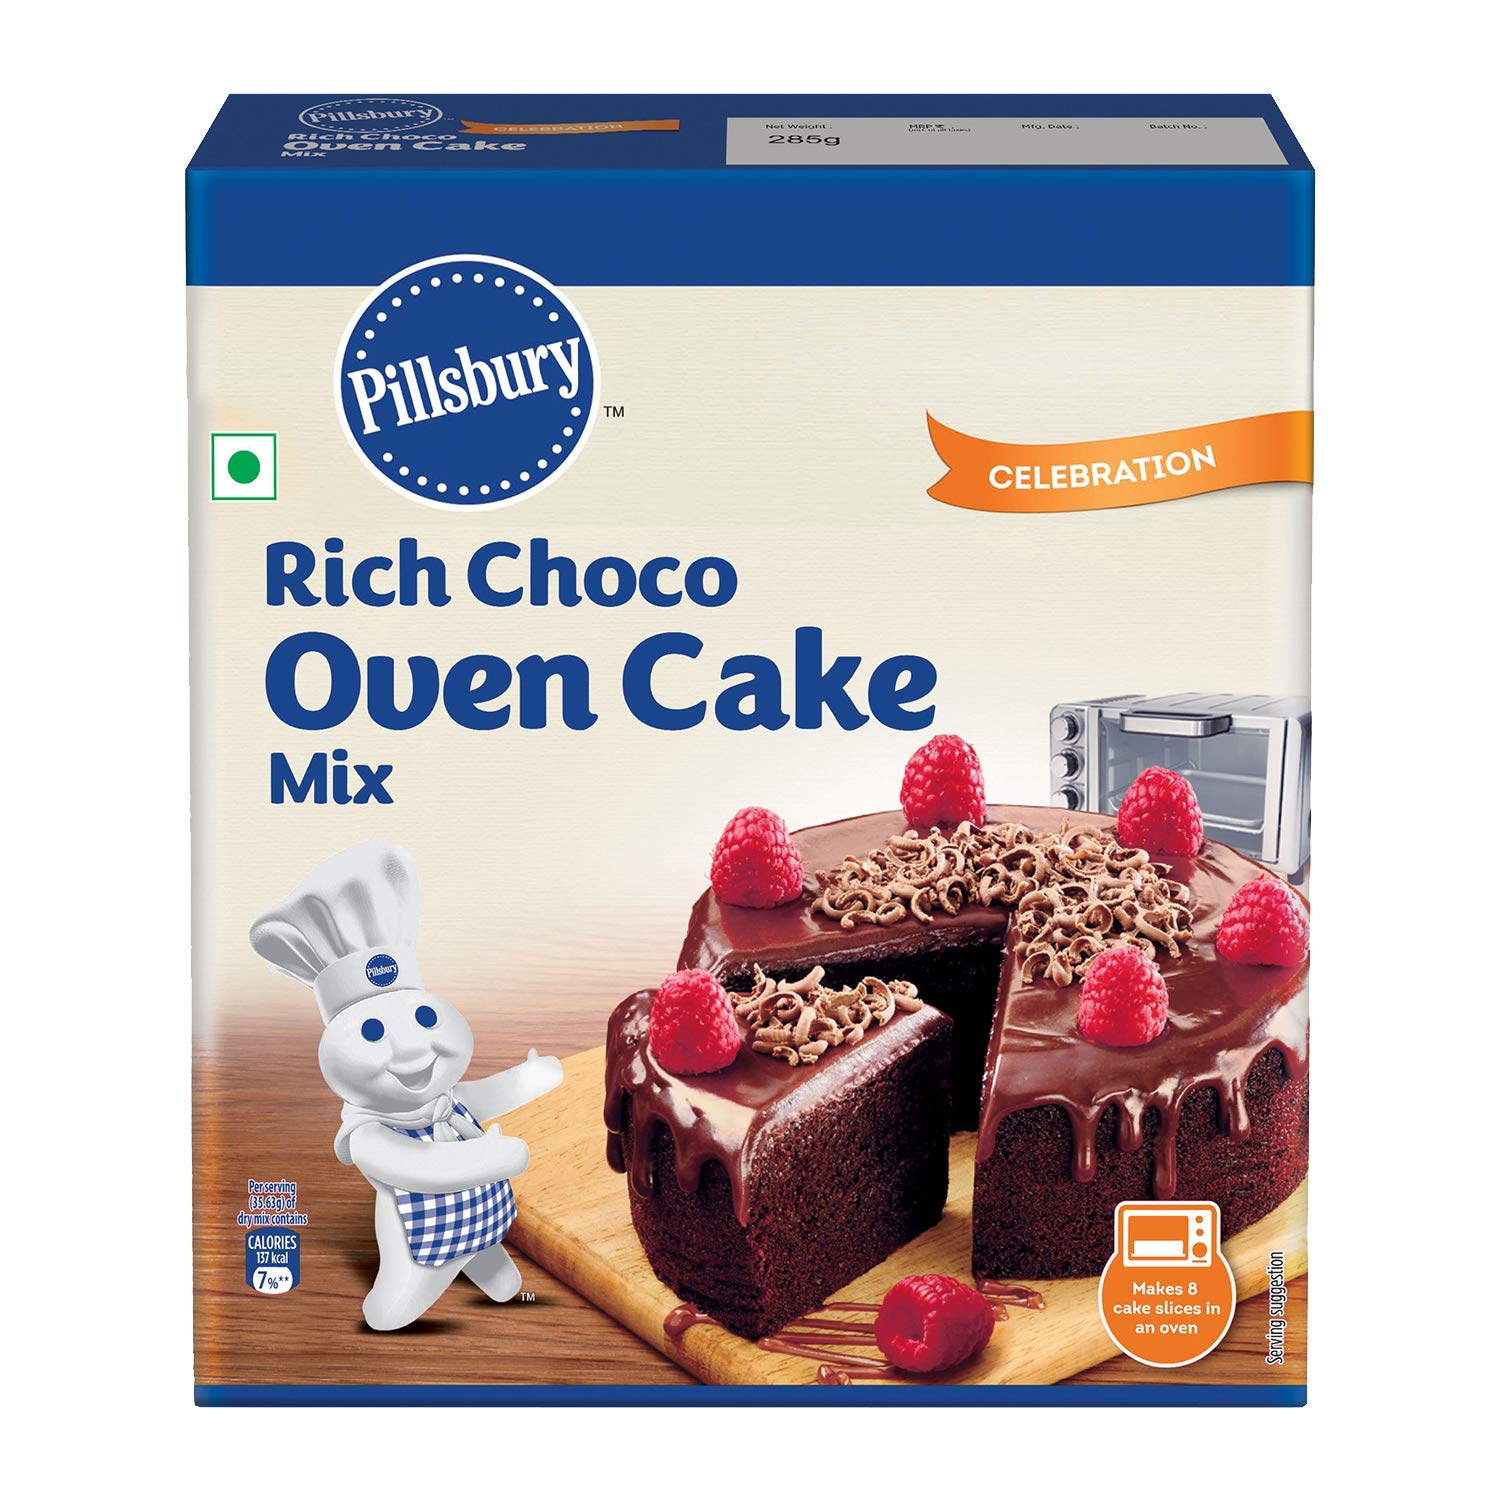 Pillsbury
Rich Choco
Oven Cake
Mix
CELEBRATION
Net Weight :
285g
MRP ₹ :
Mfg. Date :
Batch No. :
Pillsbury
TM
CELEBRATION
Rich Choco
Oven Cake
Mix
Pillsbury
Per serving
(35.63g) of
dry mix contains
CALORIES
137 kcal
7%**
TM
Makes 8
cake slices in
an oven
Serving suggestion